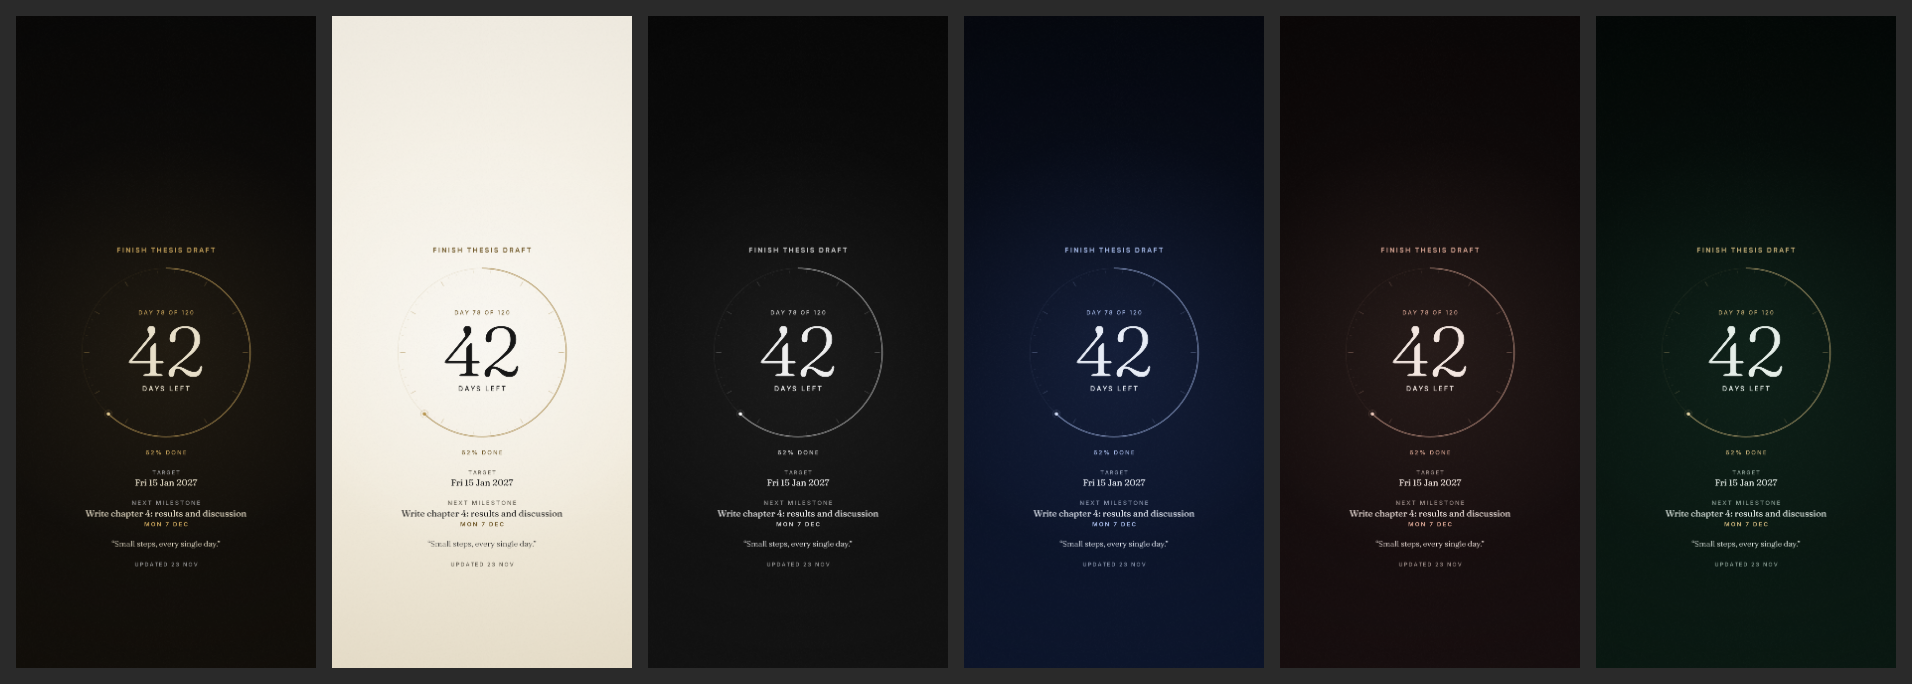 FINISH THESIS DRAFT
DAY 78 OF 120
42
DAYS LEFT
62% DONE
TARGET
Fri 15 Jan 2027
NEXT MILESTONE
Write chapter 4: results and discussion
MON 7 DEC
"Small steps, every single day."
UPDATED 29 NOV
FINISH THESIS DRAFT
DAY 78 OF 120
42
DAYS LEFT
62% DONE
TARGET
Fri 15 Jan 2027
NEXT MILESTONE
Write chapter 4: results and discussion
MON 7 DEC
"Small steps, every single day."
UPDATED 29 NOV
FINISH THESIS DRAFT
DAY 78 OF 120
42
DAYS LEFT
62% DONE
TARGET
Fri 15 Jan 2027
NEXT MILESTONE
Write chapter 4: results and discussion
MON 7 DEC
"Small steps, every single day."
UPDATED 29 NOV
FINISH THESIS DRAFT
DAY 78 OF 120
42
DAYS LEFT
62% DONE
TARGET
Fri 15 Jan 2027
NEXT MILESTONE
Write chapter 4: results and discussion
MON 7 DEC
"Small steps, every single day."
UPDATED 29 NOV
FINISH THESIS DRAFT
DAY 78 OF 120
42
DAYS LEFT
62% DONE
TARGET
Fri 15 Jan 2027
NEXT MILESTONE
Write chapter 4: results and discussion
MON 7 DEC
"Small steps, every single day."
UPDATED 29 NOV
FINISH THESIS DRAFT
DAY 78 OF 120
42
DAYS LEFT
62% DONE
TARGET
Fri 15 Jan 2027
NEXT MILESTONE
Write chapter 4: results and discussion
MON 7 DEC
"Small steps, every single day."
UPDATED 29 NOV